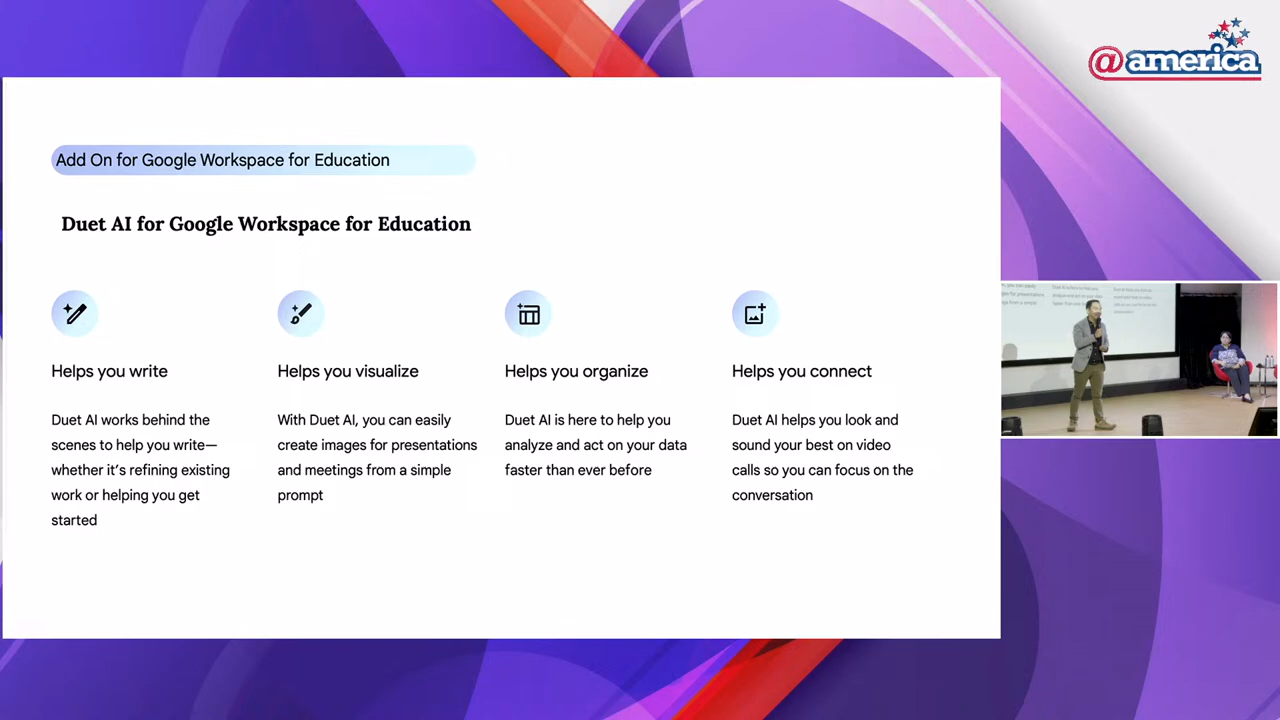 @america
Add On for Google Workspace for Education
Duet AI for Google Workspace for Education
Helps you write
Duet AI works behind the
scenes to help you write—
whether it's refining existing
work or helping you get
started
Helps you visualize
With Duet AI, you can easily
create images for presentations
and meetings from a simple
prompt
Helps you organize
Duet AI is here to help you
analyze and act on your data
faster than ever before
Helps you connect
Duet AI helps you look and
sound your best on video
calls so you can focus on the
conversation